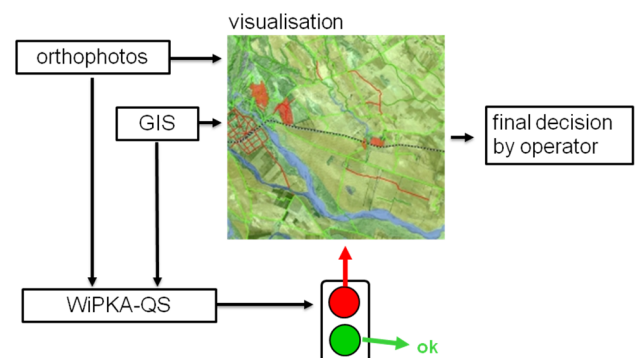 visualisation
orthophotos
GIS
final decision
by operator
WiPKA-QS
ok